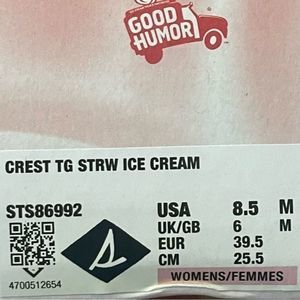 GOOD
HUMOR
CREST TG STRW ICE CREAM
STS86992
USA 8.5 M
UK/GB 6 M
EUR 39.5
CM 25.5
4700512654
WOMENS/FEMMES